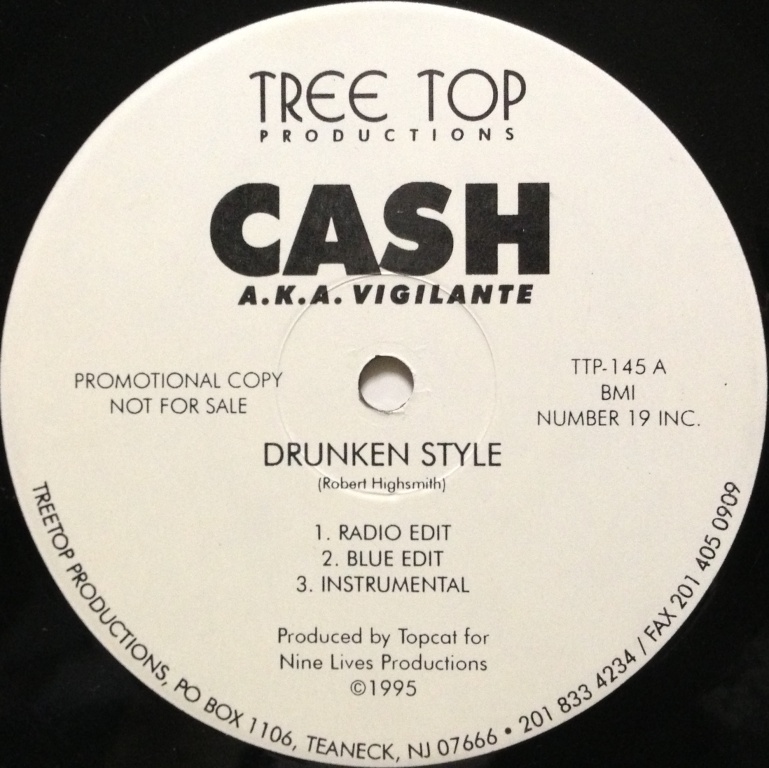 TREE TOP
PRODUCTIONS
CASH
A.K.A. VIGILANTE
PROMOTIONAL COPY
NOT FOR SALE
TTP-145 A
BMI
NUMBER 19 INC.
DRUNKEN STYLE
(Robert Highsmith)
1. RADIO EDIT
2. BLUE EDIT
3. INSTRUMENTAL
Produced by Topcat for
Nine Lives Productions
©1995
TREETOP PRODUCTIONS, PO BOX 1106, TEANECK, NJ 07666 • 201 833 4234 / FAX 201 405 0909